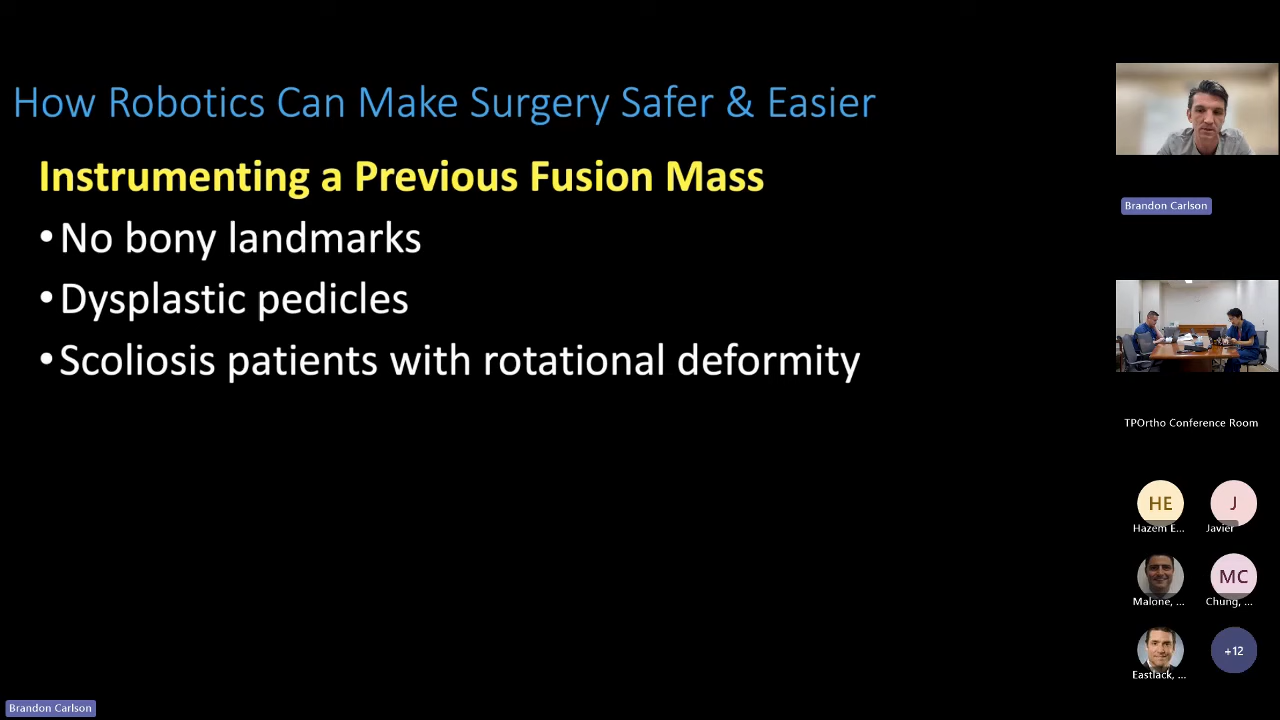 How Robotics Can Make Surgery Safer & Easier
Instrumenting a Previous Fusion Mass
• No bony landmarks
• Dysplastic pedicles
• Scoliosis patients with rotational deformity
Brandon Carlson
TPOrtho Conference Room
HE
Hazem E...
J
Javier
Malone, ...
MC
Chung, ...
Eastlack, ...
+12
Brandon Carlson